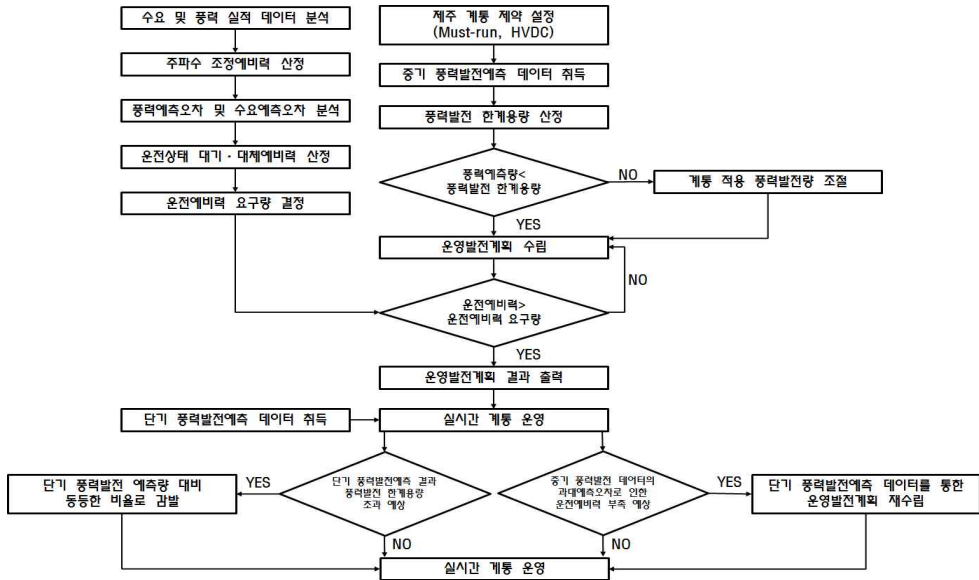 수요 및 풍력 실적 데이터 분석
주파수 조정예비력 산정
풍력예측오차 및 수요예측오차 분석
운전상태 대기·대체예비력 산정
운전예비력 요구량 결정
제주 계통 제약 설정
(Must-run, HVDC)
중기 풍력발전예측 데이터 취득
풍력발전 한계용량 산정
풍력예측량<
풍력발전 한계용량
NO
계통 적용 풍력발전량 조절
YES
운영발전계획 수립
NO
운전예비력>
운전예비력 요구량
YES
운영발전계획 결과 출력
단기 풍력발전예측 데이터 취득
실시간 계통 운영
단기 풍력발전 예측량 대비
동등한 비율로 감발
YES
단기 풍력발전예측 결과
풍력발전 한계용량
초과 예상
중기 풍력발전 데이터의
과대예측오차로 인한
운전예비력 부족 예상
YES
단기 풍력발전예측 데이터를 통한
운영발전계획 재수립
NO
NO
실시간 계통 운영